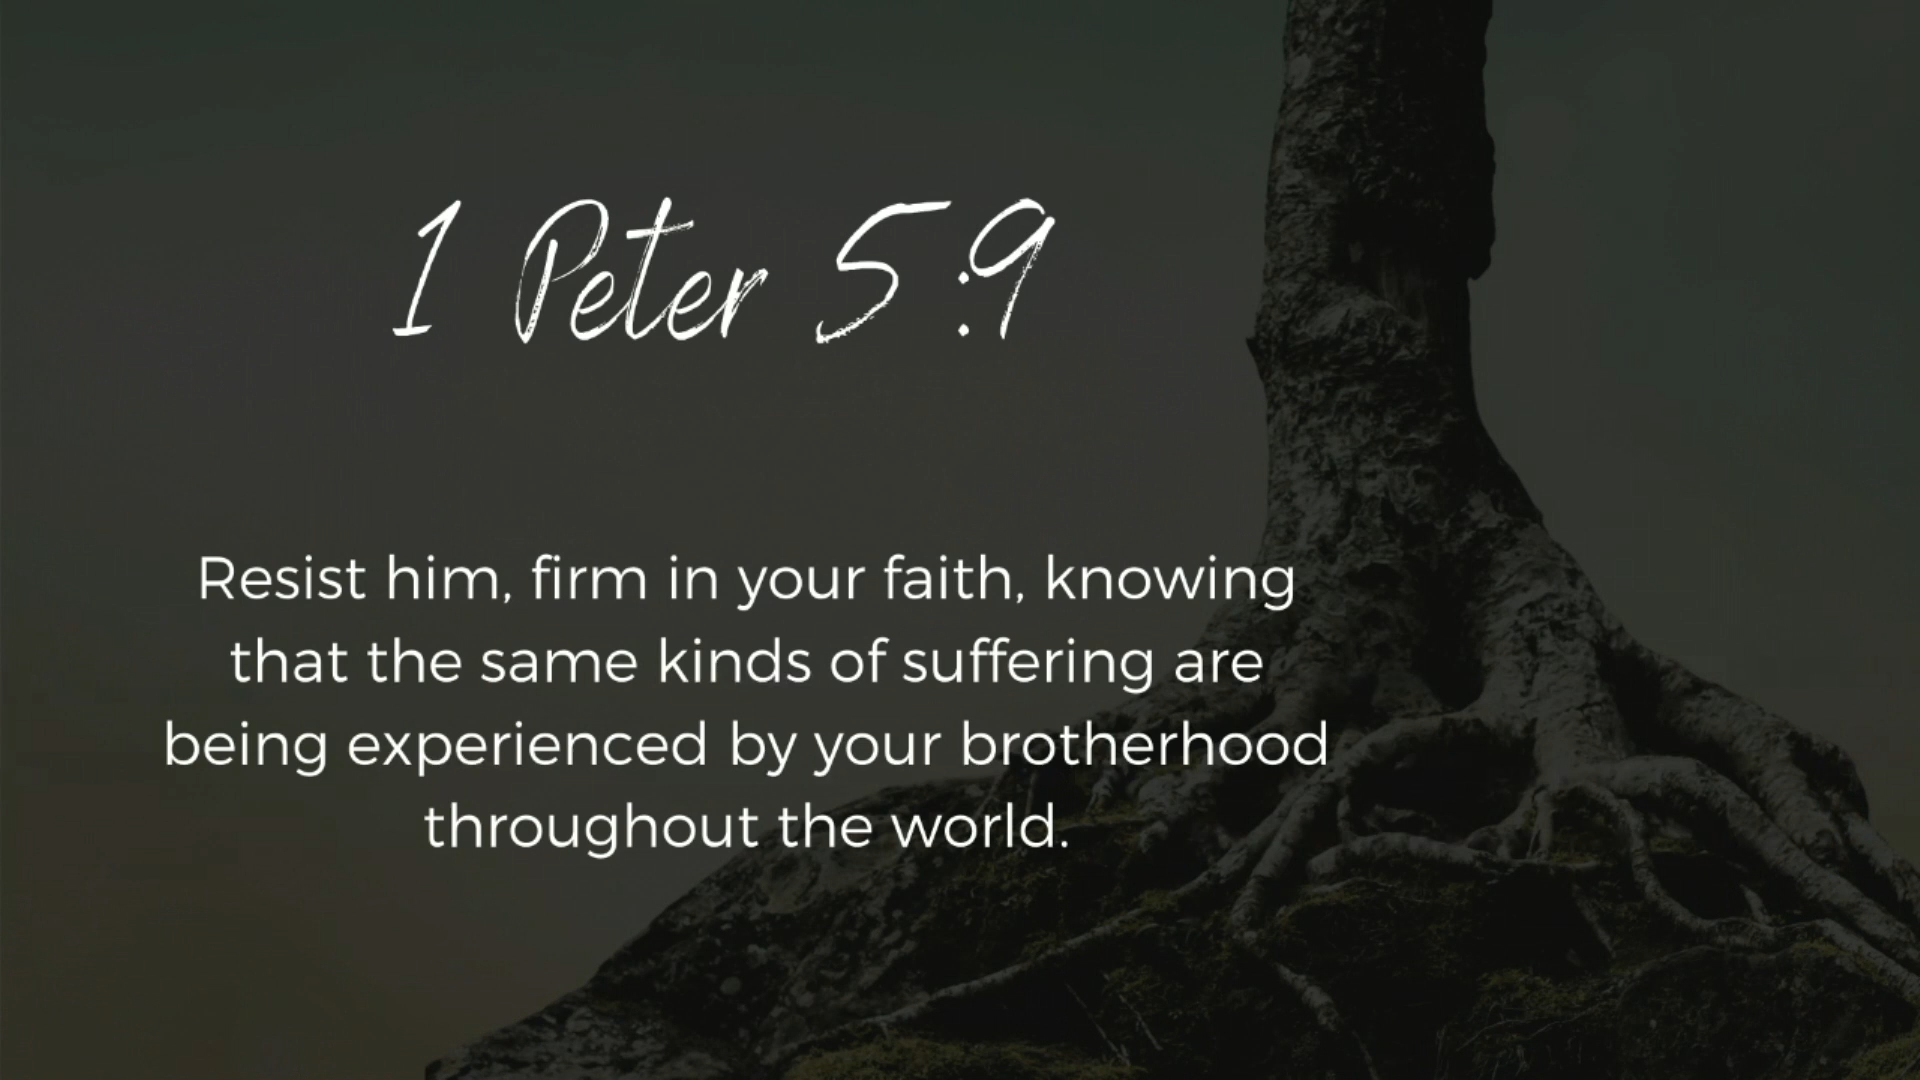 1 Peter 5:9
Resist him, firm in your faith, knowing
that the same kinds of suffering are
being experienced by your brotherhood
throughout the world.